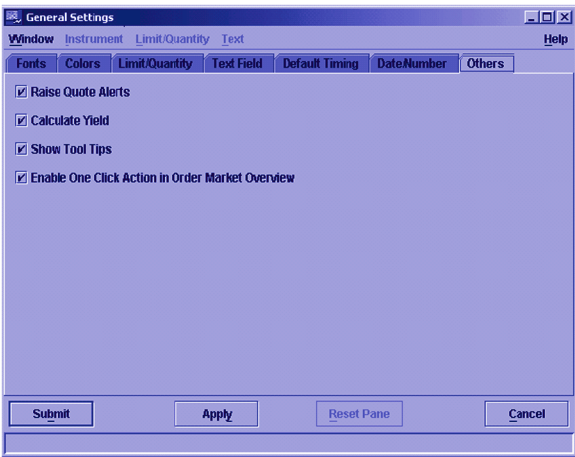 General Settings
Window Instrument Limit/Quantity Text Help
Fonts Colors Limit/Quantity Text Field Default Timing Date/Number Others
Raise Quote Alerts
Calculate Yield
Show Tool Tips
Enable One Click Action in Order Market Overview
Submit Apply Reset Pane Cancel